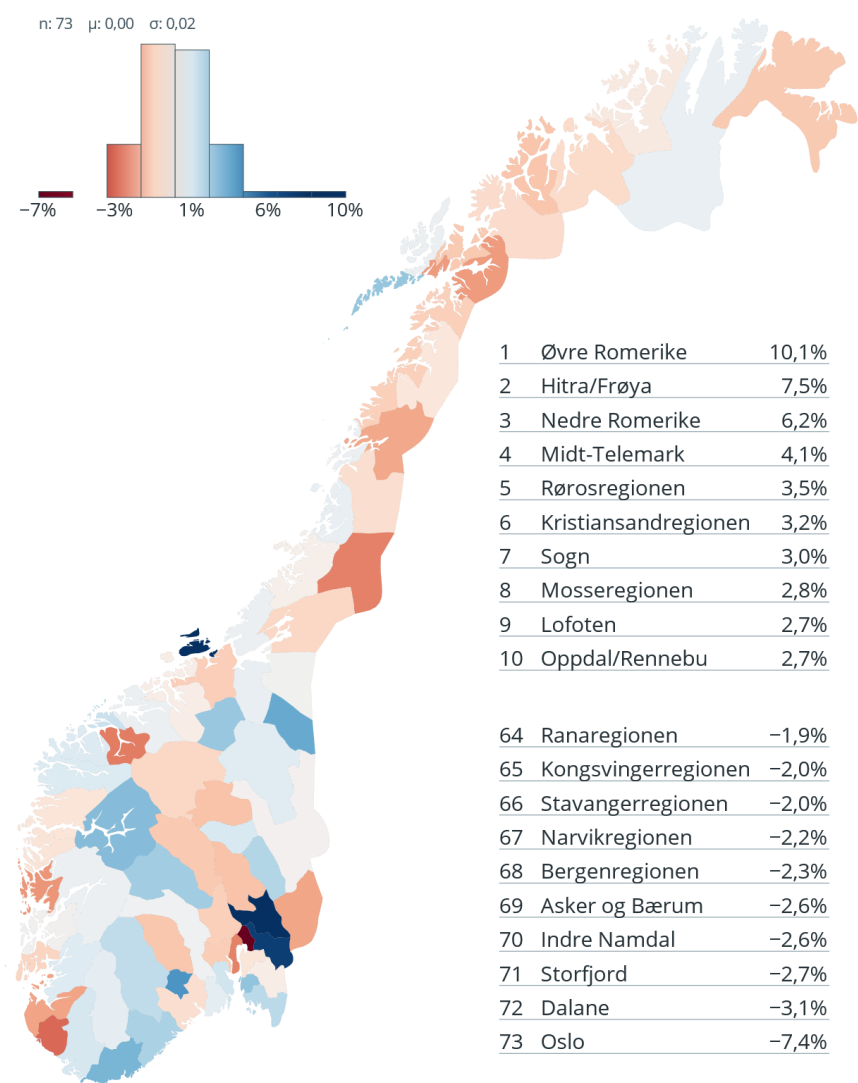 n: 73 μ: 0,00 σ: 0,02
−7% −3% 1% 6% 10%
1 Øvre Romerike 10,1%
2 Hitra/Frøya 7,5%
3 Nedre Romerike 6,2%
4 Midt-Telemark 4,1%
5 Rørosregionen 3,5%
6 Kristiansandregionen 3,2%
7 Sogn 3,0%
8 Mosseregionen 2,8%
9 Lofoten 2,7%
10 Oppdal/Rennebu 2,7%
64 Ranaregionen −1,9%
65 Kongsvingerregionen −2,0%
66 Stavangerregionen −2,0%
67 Narvikregionen −2,2%
68 Bergenregionen −2,3%
69 Asker og Bærum −2,6%
70 Indre Namdal −2,6%
71 Storfjord −2,7%
72 Dalane −3,1%
73 Oslo −7,4%